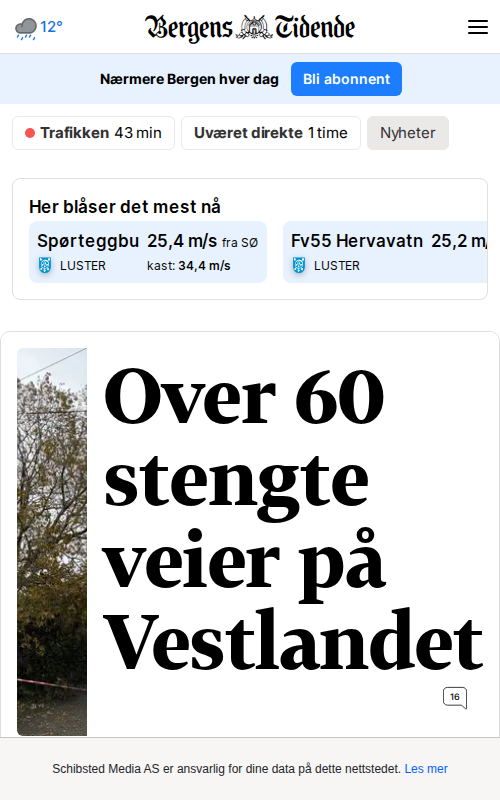 12°
Bergens Tidende
Nærmere Bergen hver dag
Bli abonnent
Trafikken 43 min
Uværet direkte 1 time
Nyheter
Her blåser det mest nå
Spørteggbu 25,4 m/s fra SØ
LUSTER kast: 34,4 m/s
Fv55 Hervavatn 25,2 m/
LUSTER
Over 60
stengte
veier på
Vestlandet
16
Schibsted Media AS er ansvarlig for dine data på dette nettstedet. Les mer